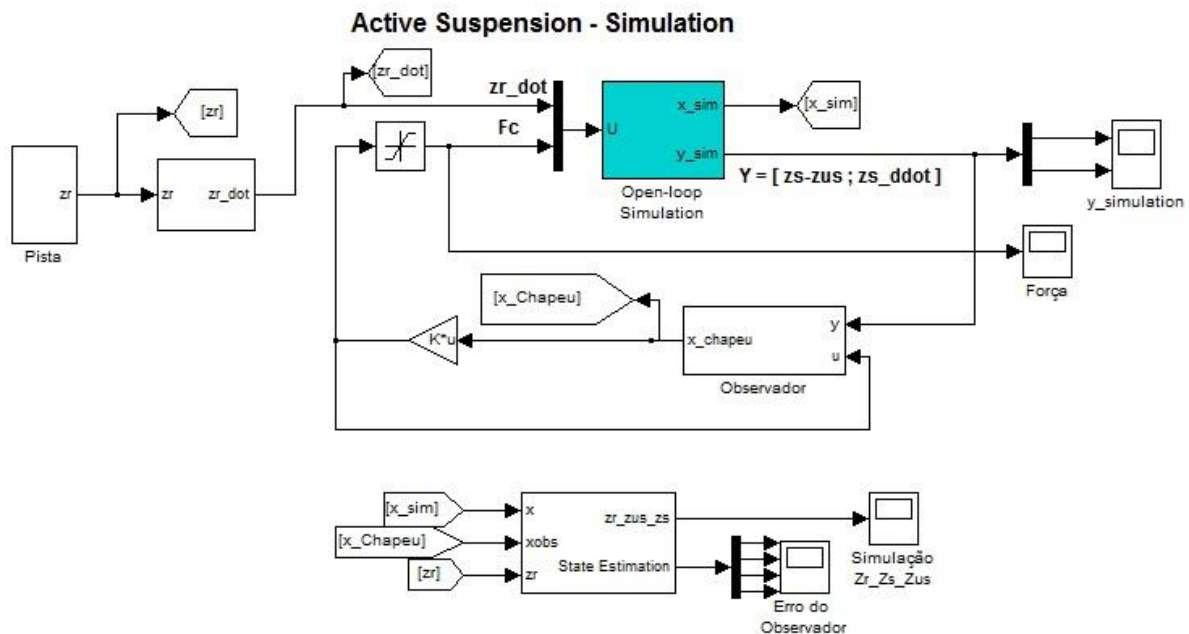 Active Suspension - Simulation
[zr_dot]
zr_dot
[zr]
Fc
x_sim
[x_sim]
U
y_sim
zr
zr
zr_dot
Y = [ zs-zus ; zs_ddot ]
Open-loop
Simulation
y_simulation
Pista
Força
[x_Chapeu]
y
K*u
x_chapeu
u
Observador
[x_sim]
x
zr_zus_zs
[x_Chapeu]
xobs
[zr]
zr
State Estimation
Simulação
Zr_Zs_Zus
Erro do
Observador